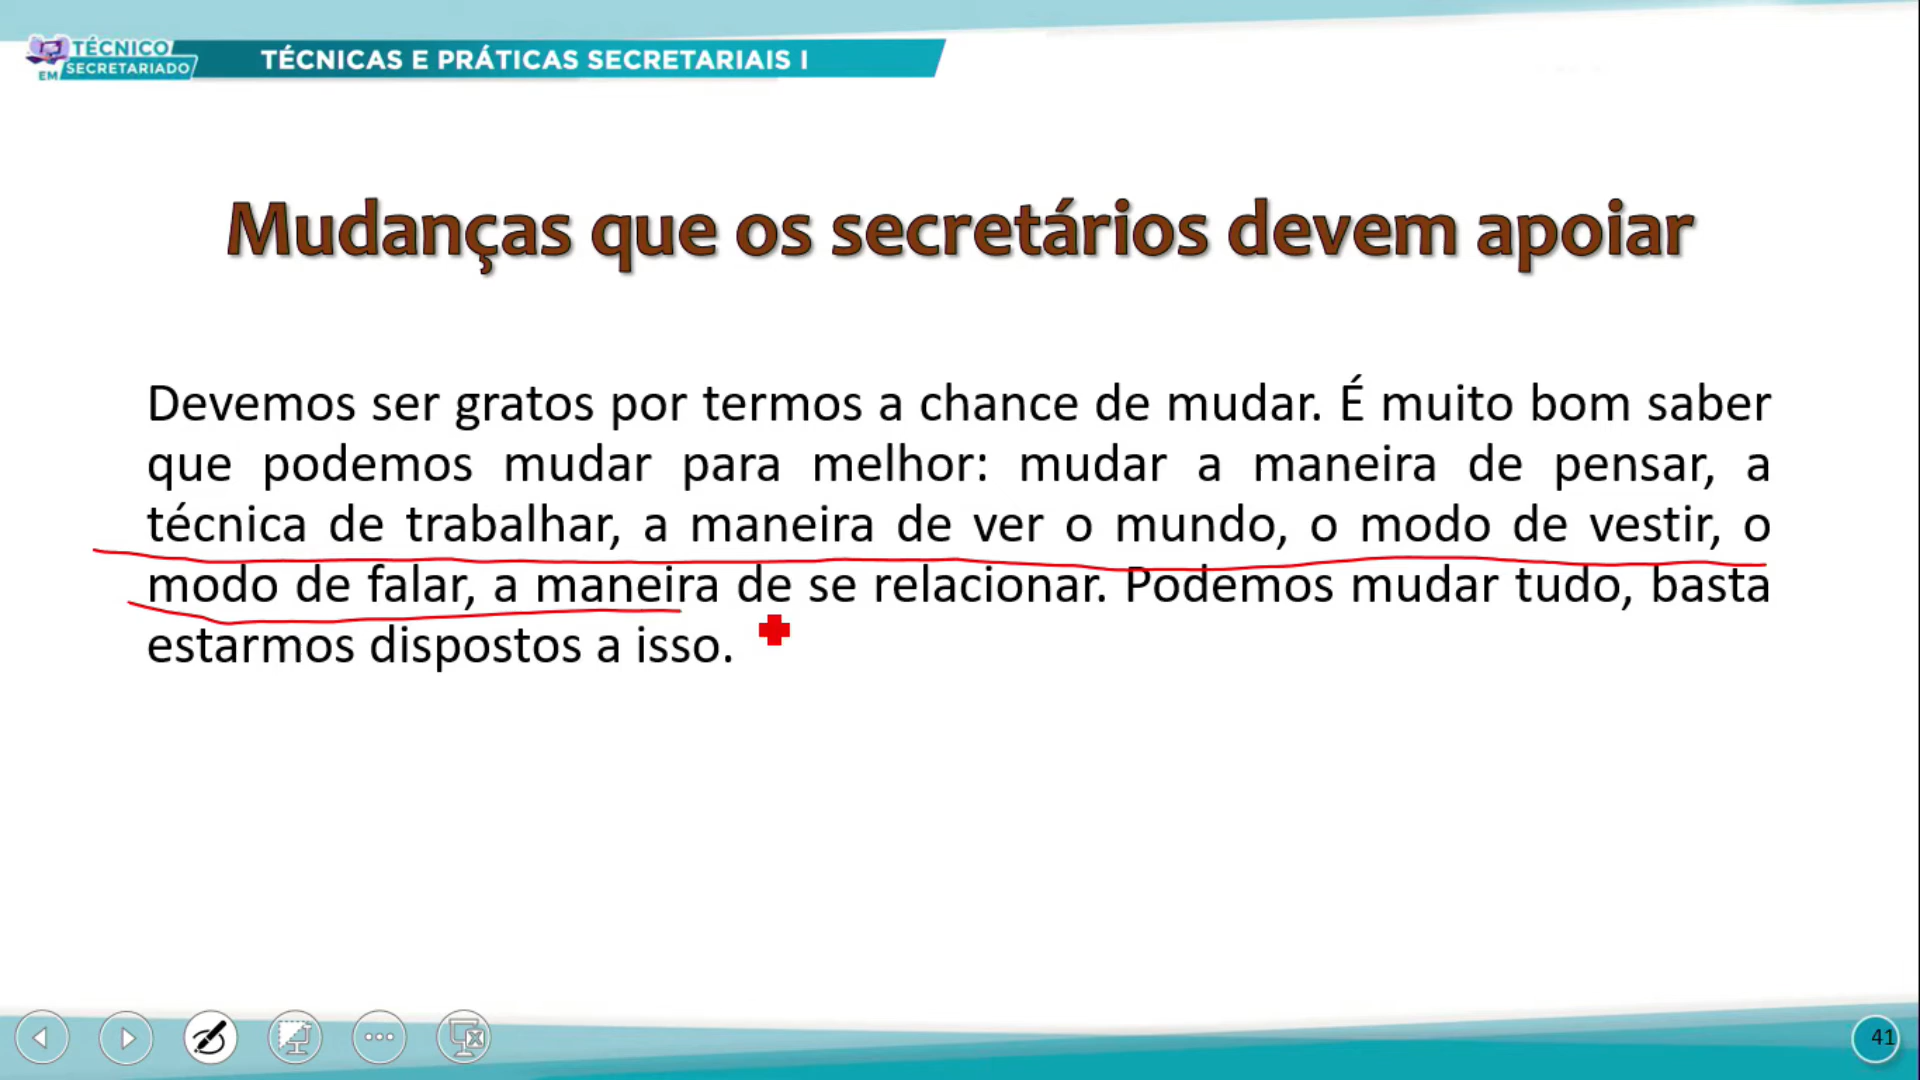 TÉCNICO
EM SECRETARIADO
TÉCNICAS E PRÁTICAS SECRETARIAIS I
Mudanças que os secretários devem apoiar
Devemos ser gratos por termos a chance de mudar. É muito bom saber
que podemos mudar para melhor: mudar a maneira de pensar, a
técnica de trabalhar, a maneira de ver o mundo, o modo de vestir, o
modo de falar, a maneira de se relacionar. Podemos mudar tudo, basta
estarmos dispostos a isso.
41